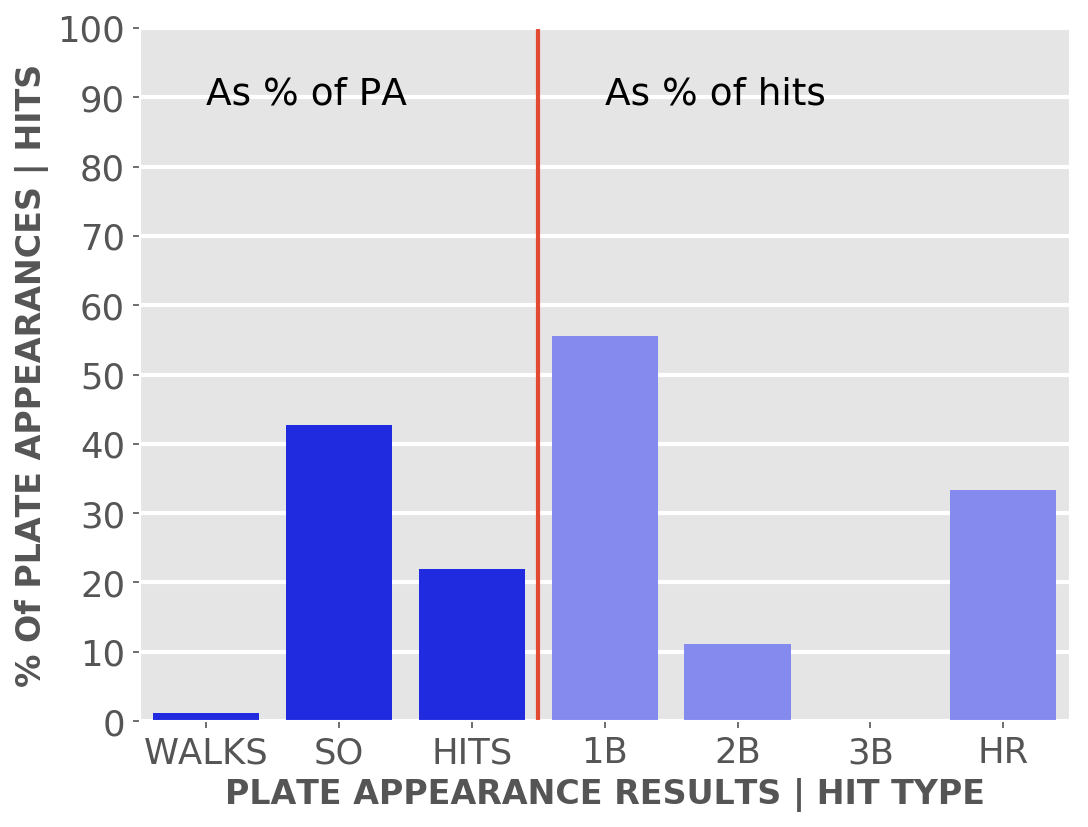 100
90
80
70
60
50
40
30
20
10
0
% Of PLATE APPEARANCES | HITS
As % of PA
As % of hits
WALKS SO HITS 1B 2B 3B HR
PLATE APPEARANCE RESULTS | HIT TYPE